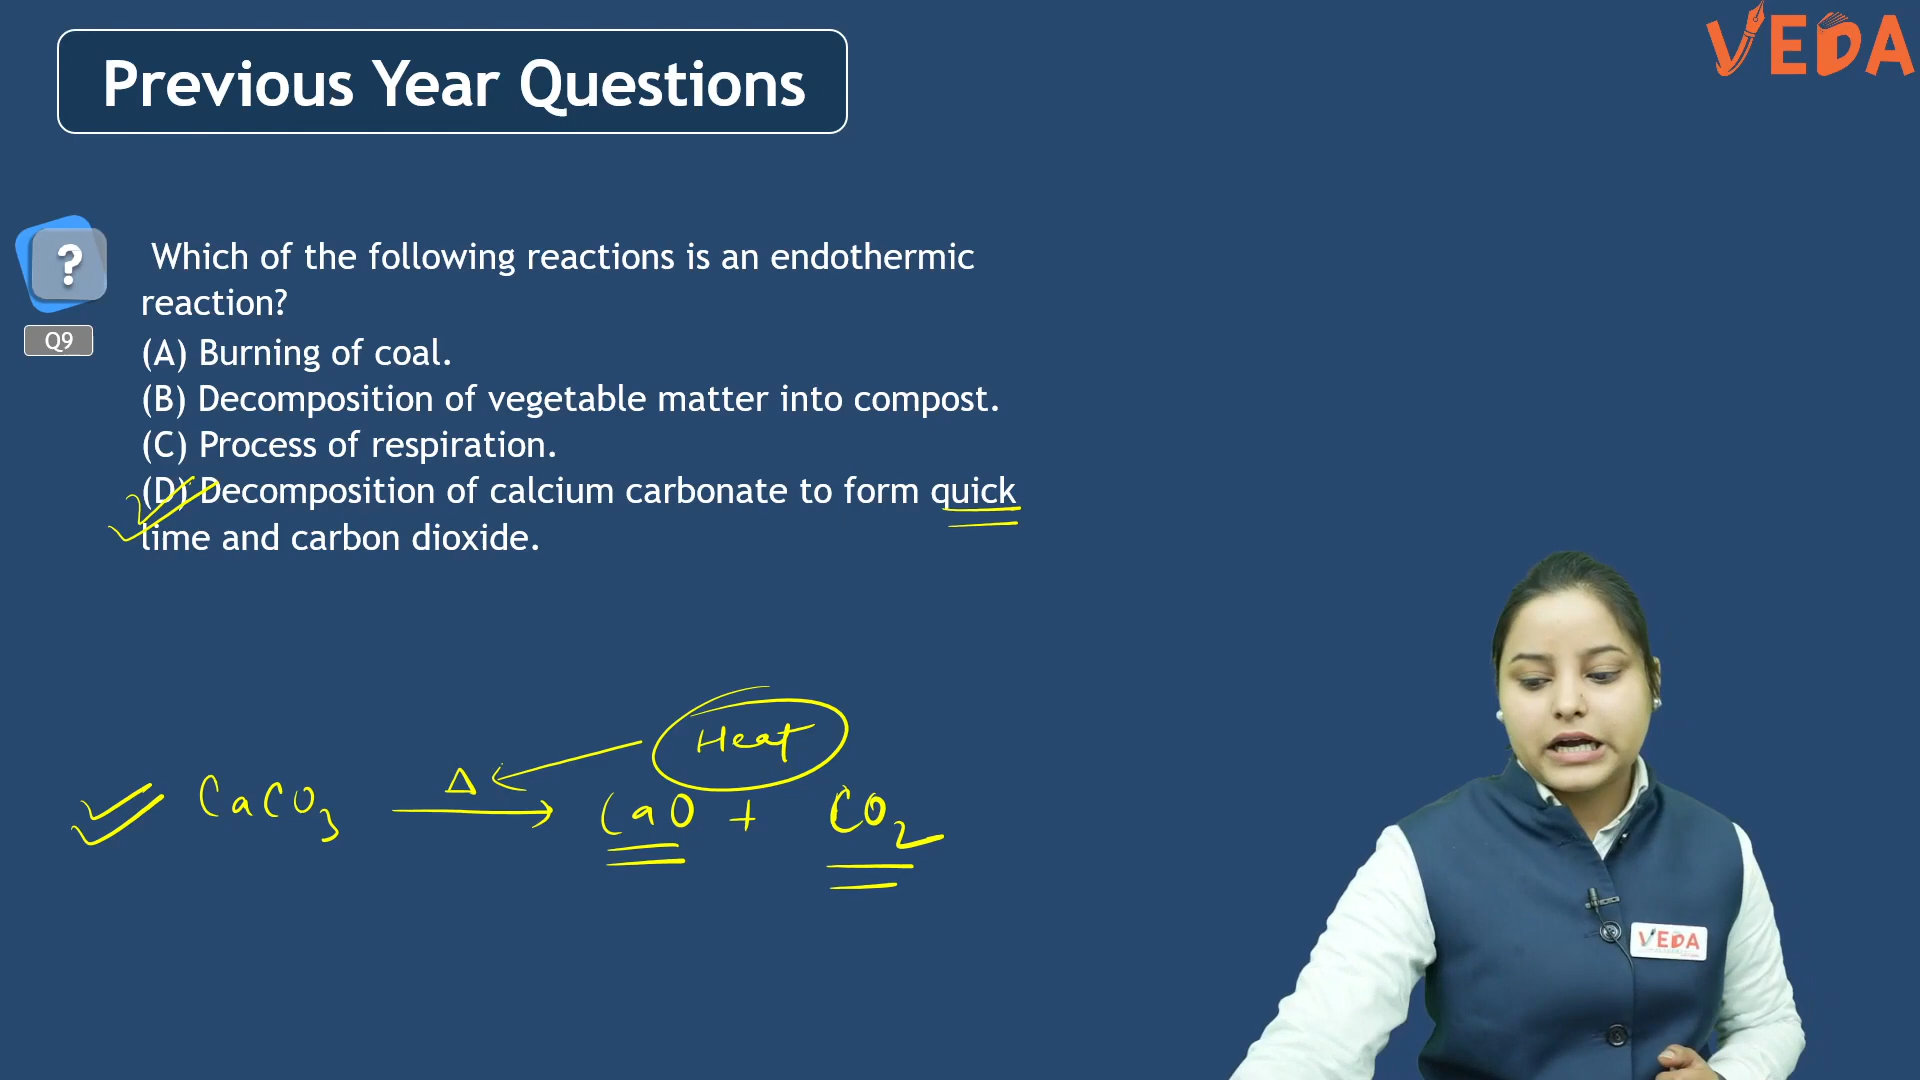 VEDA
Previous Year Questions
?
Q9
Which of the following reactions is an endothermic
reaction?
(A) Burning of coal.
(B) Decomposition of vegetable matter into compost.
(C) Process of respiration.
(D) Decomposition of calcium carbonate to form quick
lime and carbon dioxide.
Heat
CaCO₃ Δ → CaO + CO₂
VEDA